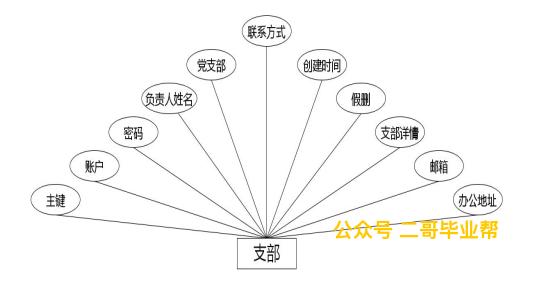 联系方式
党支部
创建时间
负责人姓名
假删
密码
支部详情
账户
邮箱
主键
办公地址
公众号 二哥毕业帮
支部